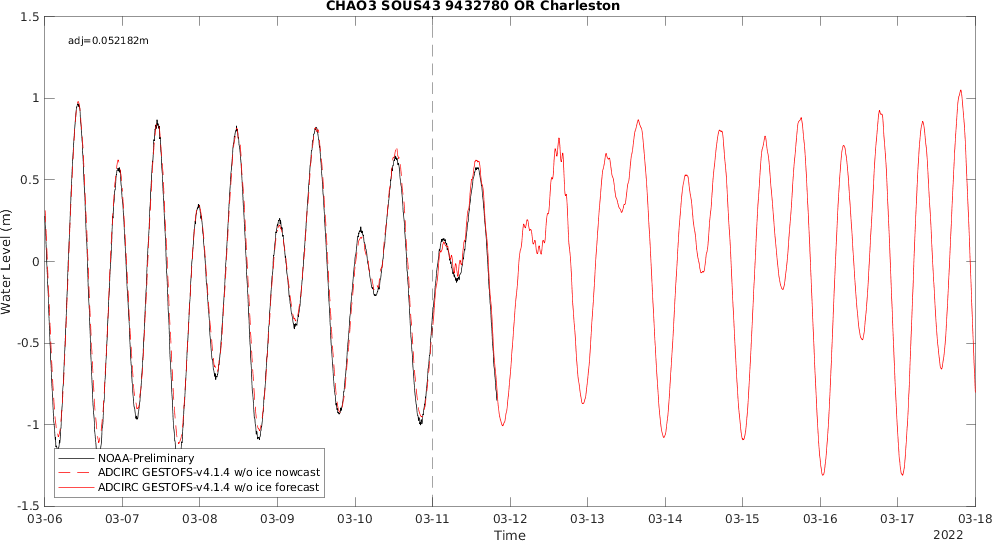 CHAO3 SOUS43 9432780 OR Charleston
adj=0.052182m
Water Level (m)
1.5
1
0.5
0
-0.5
-1
-1.5
NOAA-Preliminary
ADCIRC GESTOFS-v4.1.4 w/o ice nowcast
ADCIRC GESTOFS-v4.1.4 w/o ice forecast
03-06 03-07 03-08 03-09 03-10 03-11 03-12 03-13 03-14 03-15 03-16 03-17 03-18
Time
2022